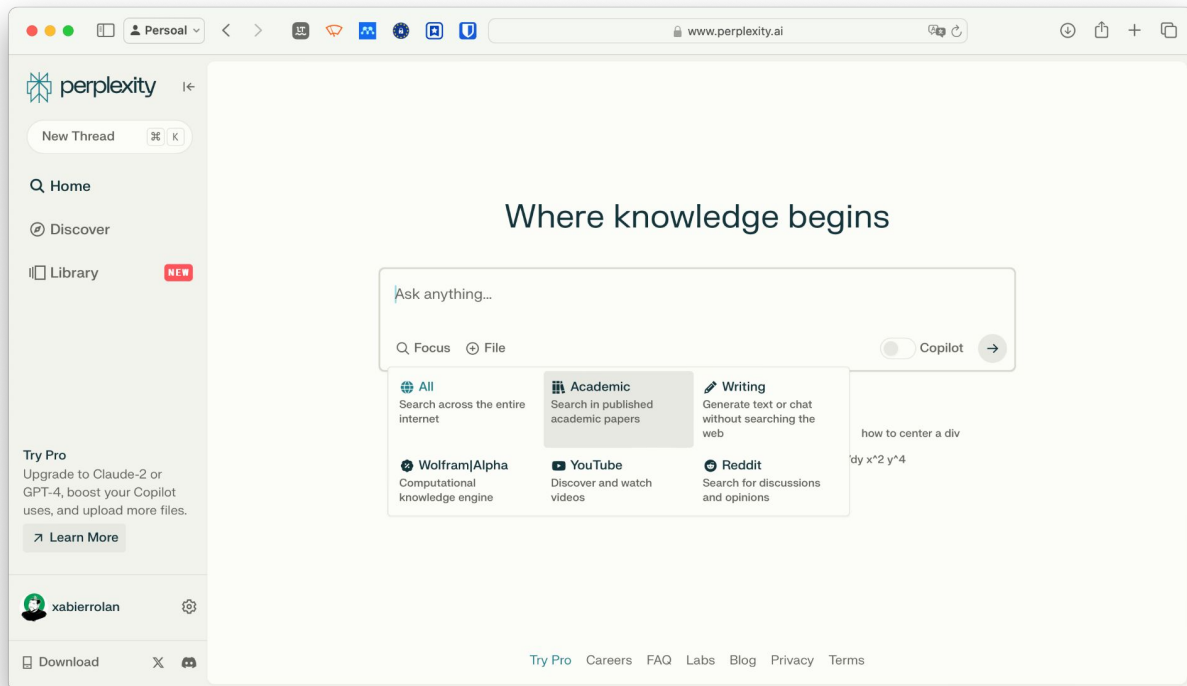 Persoal
www.perplexity.ai
perplexity
New Thread ⌘ K
Home
Discover
Library NEW
Try Pro
Upgrade to Claude-2 or
GPT-4, boost your Copilot
uses, and upload more files.
Learn More
xabierrolan
Download
Where knowledge begins
Ask anything...
Focus File Copilot
All
Search across the entire
internet
Academic
Search in published
academic papers
Writing
Generate text or chat
without searching the
web
Wolfram|Alpha
Computational
knowledge engine
YouTube
Discover and watch
videos
Reddit
Search for discussions
and opinions
how to center a div
/dy x^2 y^4
Try Pro Careers FAQ Labs Blog Privacy Terms